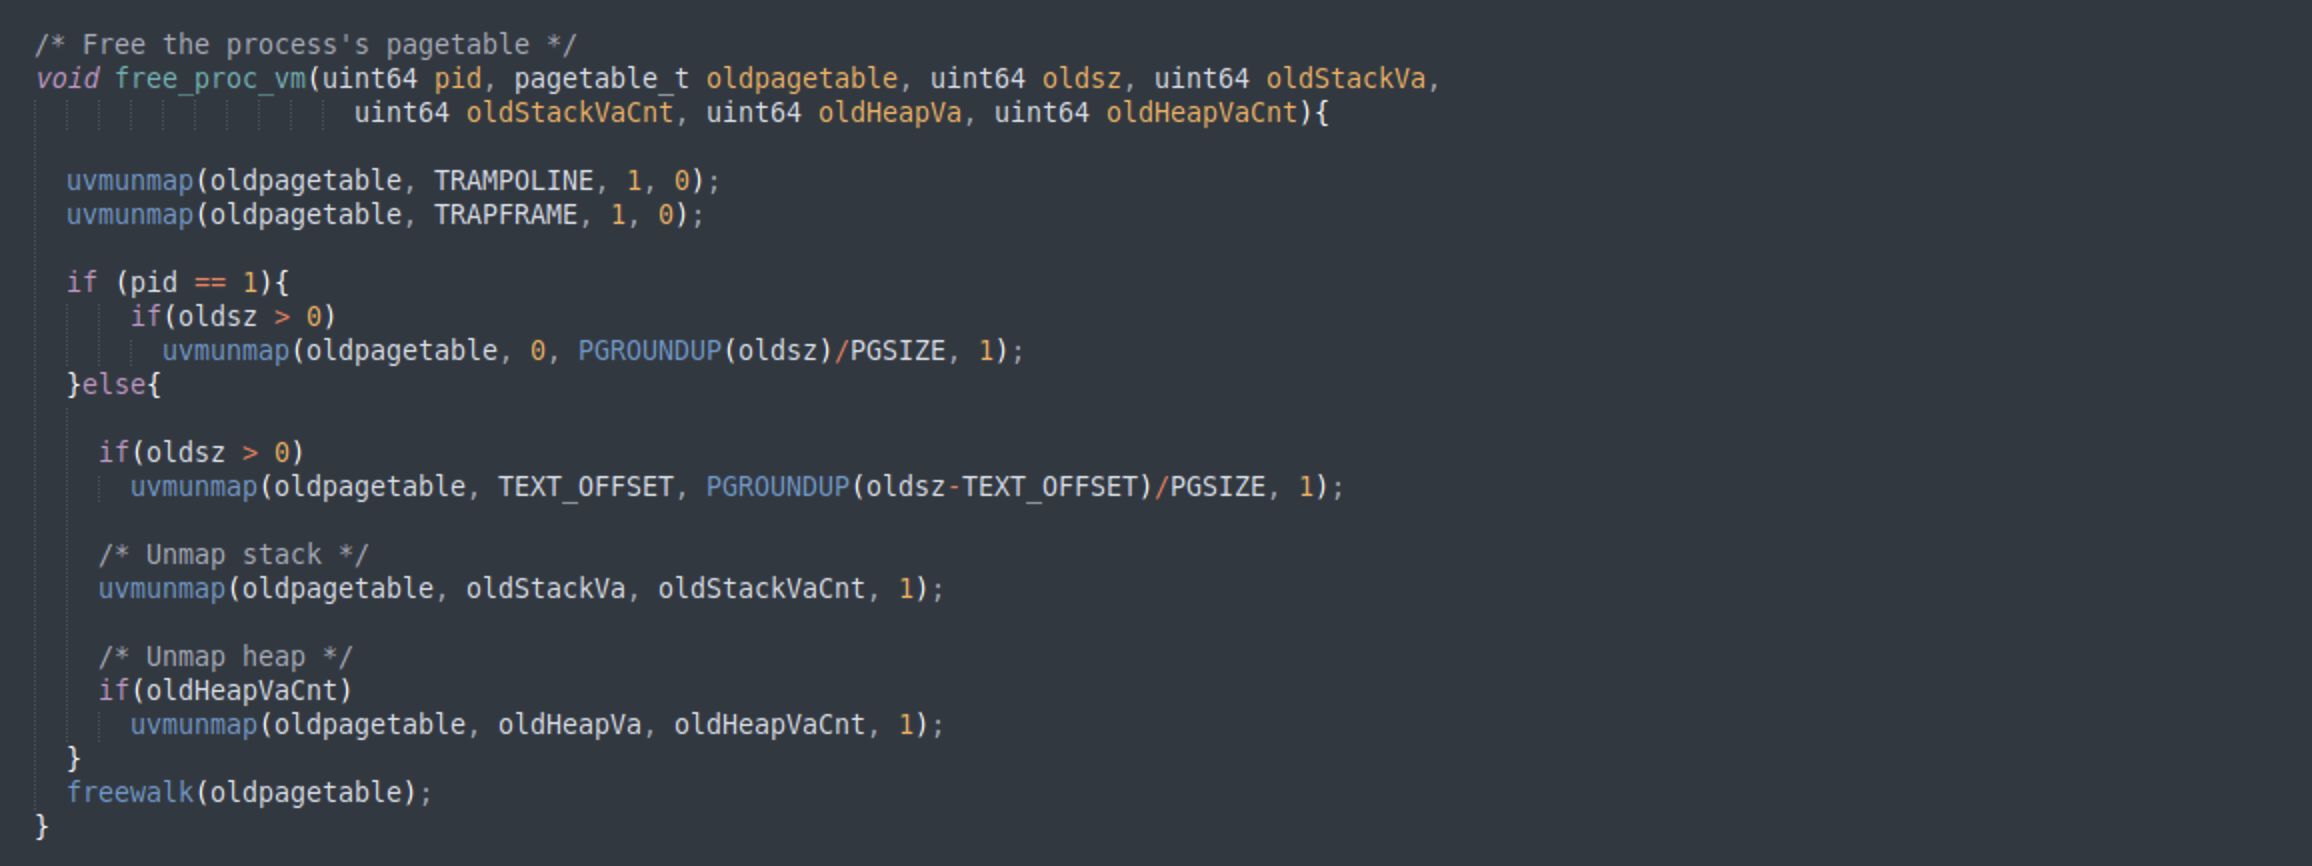 /* Free the process's pagetable */
void free_proc_vm(uint64 pid, pagetable_t oldpagetable, uint64 oldsz, uint64 oldStackVa,
uint64 oldStackVaCnt, uint64 oldHeapVa, uint64 oldHeapVaCnt){
uvmunmap(oldpagetable, TRAMPOLINE, 1, 0);
uvmunmap(oldpagetable, TRAPFRAME, 1, 0);
if (pid == 1){
if(oldsz > 0)
uvmunmap(oldpagetable, 0, PGROUNDUP(oldsz)/PGSIZE, 1);
}else{
if(oldsz > 0)
uvmunmap(oldpagetable, TEXT_OFFSET, PGROUNDUP(oldsz-TEXT_OFFSET)/PGSIZE, 1);
/* Unmap stack */
uvmunmap(oldpagetable, oldStackVa, oldStackVaCnt, 1);
/* Unmap heap */
if(oldHeapVaCnt)
uvmunmap(oldpagetable, oldHeapVa, oldHeapVaCnt, 1);
}
freewalk(oldpagetable);
}